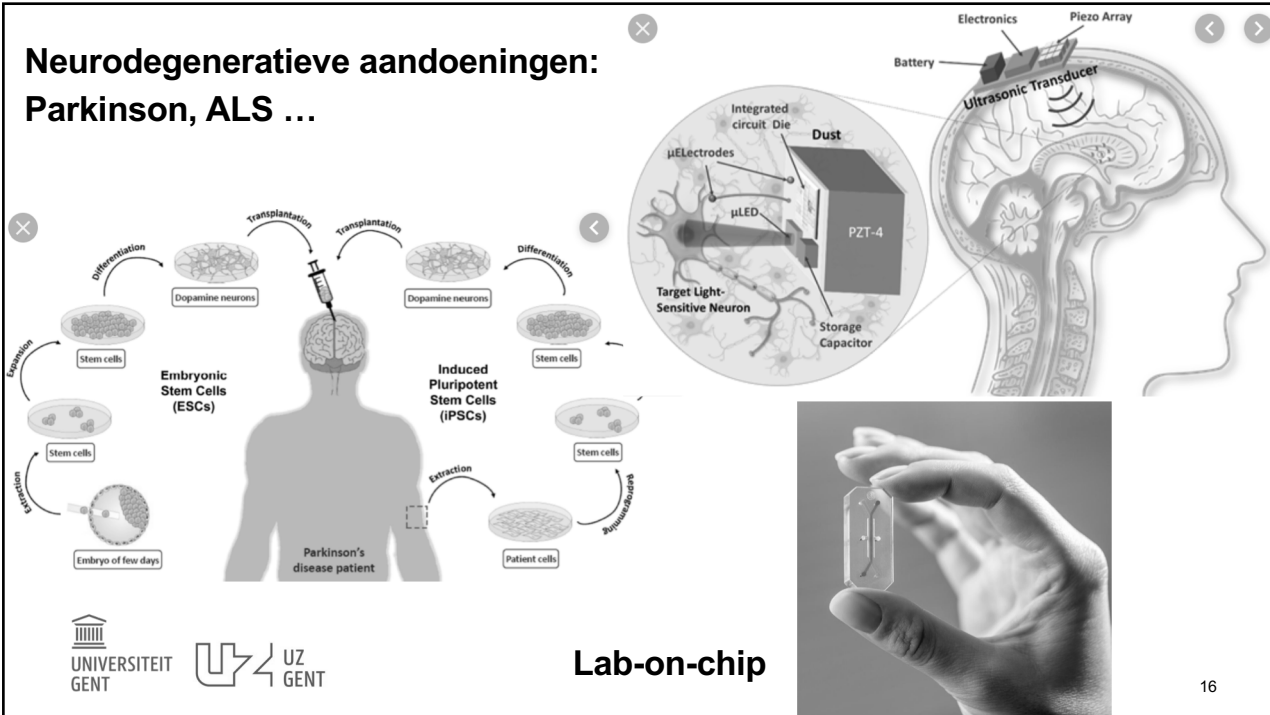 Neurodegeneratieve aandoeningen:
Parkinson, ALS …
Electronics
Piezo Array
Battery
Ultrasonic Transducer
Integrated
circuit Die
Dust
µELectrodes
µLED
PZT-4
Target Light-
Sensitive Neuron
Storage
Capacitor
Transplantation
Transplantation
Differentiation
Differentiation
Dopamine neurons
Dopamine neurons
Stem cells
Stem cells
Expansion
Embryonic
Stem Cells
(ESCs)
Induced
Pluripotent
Stem Cells
(iPSCs)
Stem cells
Stem cells
Extraction
Extraction
Reprogramming
Embryo of few days
Parkinson's
disease patient
Patient cells
UNIVERSITEIT
GENT
UZ
GENT
Lab-on-chip
16